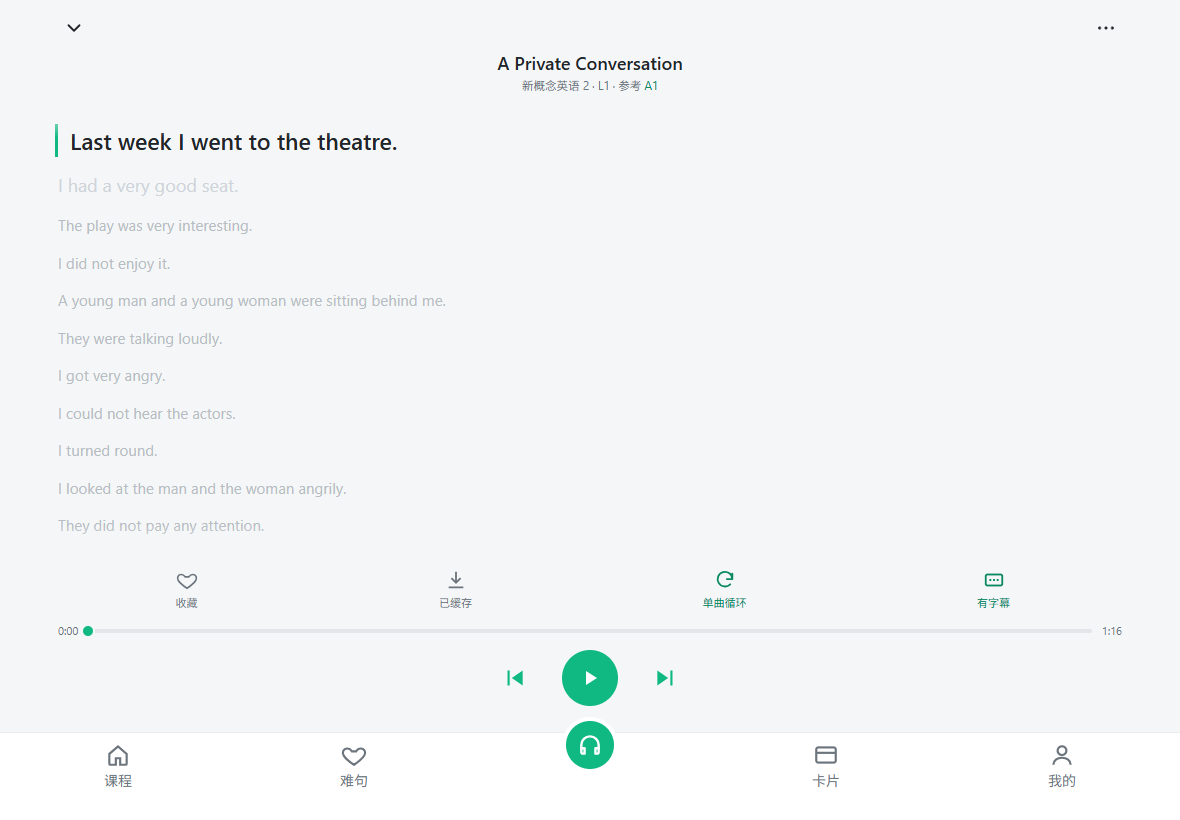 A Private Conversation
新概念英语 2 · L1 · 参考 A1
Last week I went to the theatre.
I had a very good seat.
The play was very interesting.
I did not enjoy it.
A young man and a young woman were sitting behind me.
They were talking loudly.
I got very angry.
I could not hear the actors.
I turned round.
I looked at the man and the woman angrily.
They did not pay any attention.
收藏 已缓存 单曲循环 有字幕
0:00 1:16
课程 难句 卡片 我的